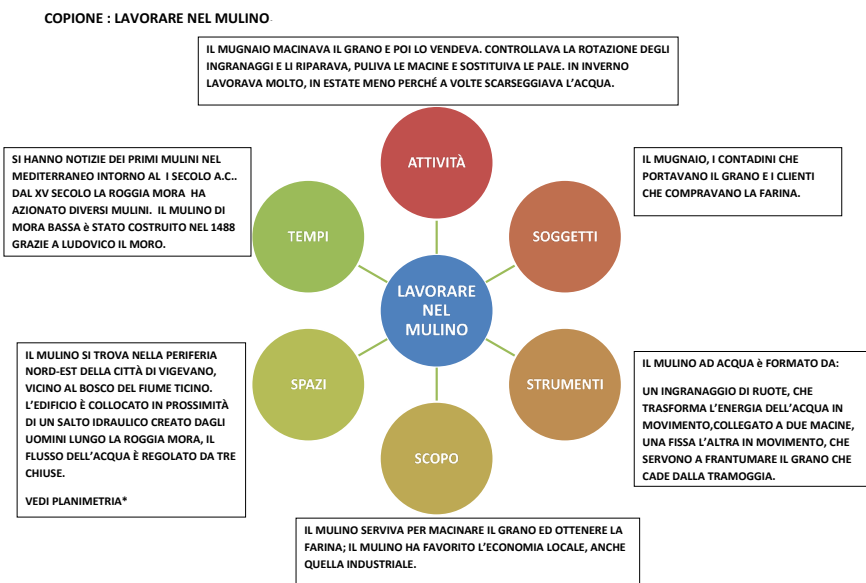 COPIONE : LAVORARE NEL MULINO
IL MUGNAIO MACINAVA IL GRANO E POI LO VENDEVA. CONTROLLAVA LA ROTAZIONE DEGLI
INGRANAGGI E LI RIPARAVA, PULIVA LE MACINE E SOSTITUIVA LE PALE. IN INVERNO
LAVORAVA MOLTO, IN ESTATE MENO PERCHÉ A VOLTE SCARSEGGIAVA L'ACQUA.
ATTIVITÀ
SI HANNO NOTIZIE DEI PRIMI MULINI NEL
MEDITERRANEO INTORNO AL I SECOLO A.C..
DAL XV SECOLO LA ROGGIA MORA HA
AZIONATO DIVERSI MULINI. IL MULINO DI
MORA BASSA è STATO COSTRUITO NEL 1488
GRAZIE A LUDOVICO IL MORO.
TEMPI
IL MUGNAIO, I CONTADINI CHE
PORTAVANO IL GRANO E I CLIENTI
CHE COMPRAVANO LA FARINA.
SOGGETTI
LAVORARE
NEL
MULINO
IL MULINO SI TROVA NELLA PERIFERIA
NORD-EST DELLA CITTÀ DI VIGEVANO,
VICINO AL BOSCO DEL FIUME TICINO.
L'EDIFICIO È COLLOCATO IN PROSSIMITÀ
DI UN SALTO IDRAULICO CREATO DAGLI
UOMINI LUNGO LA ROGGIA MORA, IL
FLUSSO DELL'ACQUA È REGOLATO DA TRE
CHIUSE.
VEDI PLANIMETRIA*
SPAZI
STRUMENTI
IL MULINO AD ACQUA è FORMATO DA:
UN INGRANAGGIO DI RUOTE, CHE
TRASFORMA L'ENERGIA DELL'ACQUA IN
MOVIMENTO,COLLEGATO A DUE MACINE,
UNA FISSA L'ALTRA IN MOVIMENTO, CHE
SERVONO A FRANTUMARE IL GRANO CHE
CADE DALLA TRAMOGGIA.
SCOPO
IL MULINO SERVIVA PER MACINARE IL GRANO ED OTTENERE LA
FARINA; IL MULINO HA FAVORITO L'ECONOMIA LOCALE, ANCHE
QUELLA INDUSTRIALE.